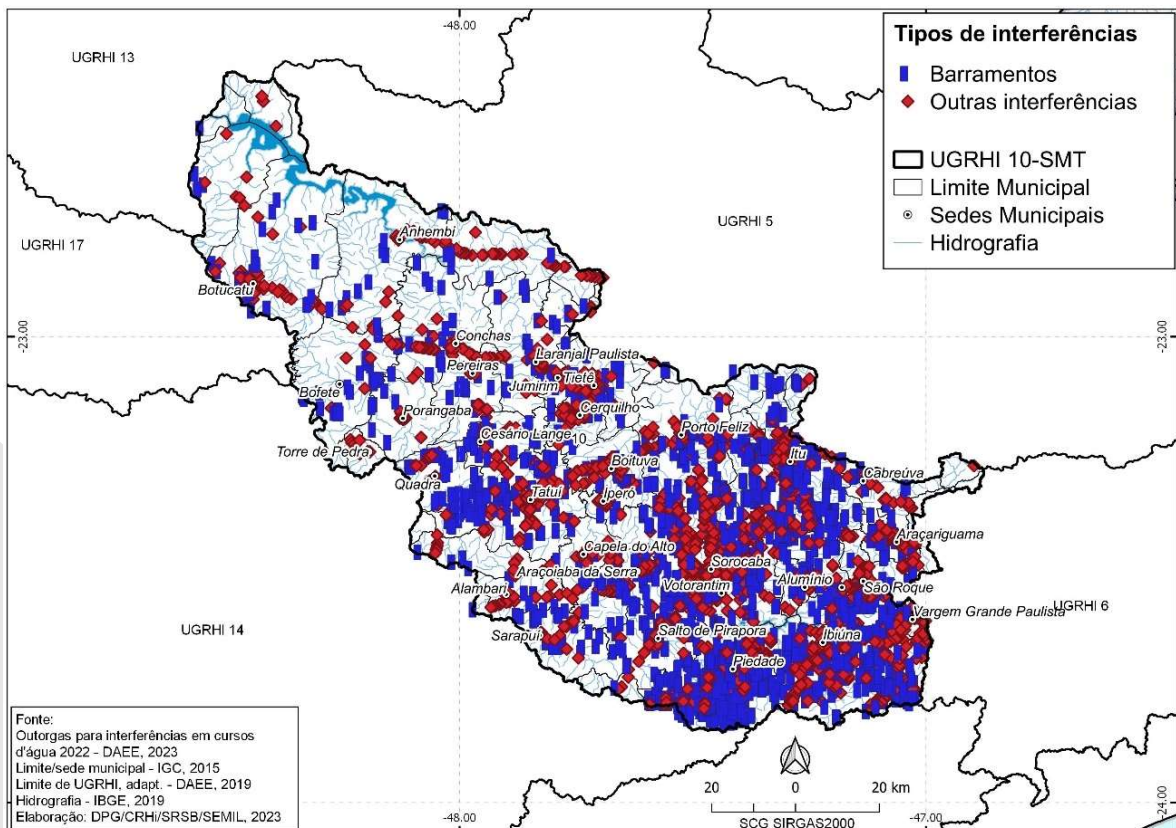 -48.00
UGRHI 13
Tipos de interferências
Barramentos
Outras interferências
UGRHI 10-SMT
Limite Municipal
Sedes Municipais
Hidrografia
UGRHI 5
UGRHI 17
Anhembi
Botucatu
-23.00
-23.00
Conchas
Laranjal Paulista
Pereiras
Jumirim
Tietê
Bofete
Porangaba
Cerquilho
Cesário Lange
10
Porto Feliz
Torre de Pedra
Boituva
Itu
Cabreúva
Quadra
Tatuí
Iperó
Araçariguama
Capela do Alto
Sorocaba
Araçoiaba da Serra
Alambari
Votorantim
Alumínio
São Roque
Vargem Grande Paulista
UGRHI 6
UGRHI 14
Sarapuí
Salto de Pirapora
Ibiúna
Piedade
Fonte:
Outorgas para interferências em cursos
d'água 2022 - DAEE, 2023
Limite/sede municipal - IGC, 2015
Limite de UGRHI, adapt. - DAEE, 2019
Hidrografia - IBGE, 2019
Elaboração: DPG/CRHi/SRSB/SEMIL, 2023
20 0 20 km
SCG SIRGAS2000
-48.00
-47.00
-24.00